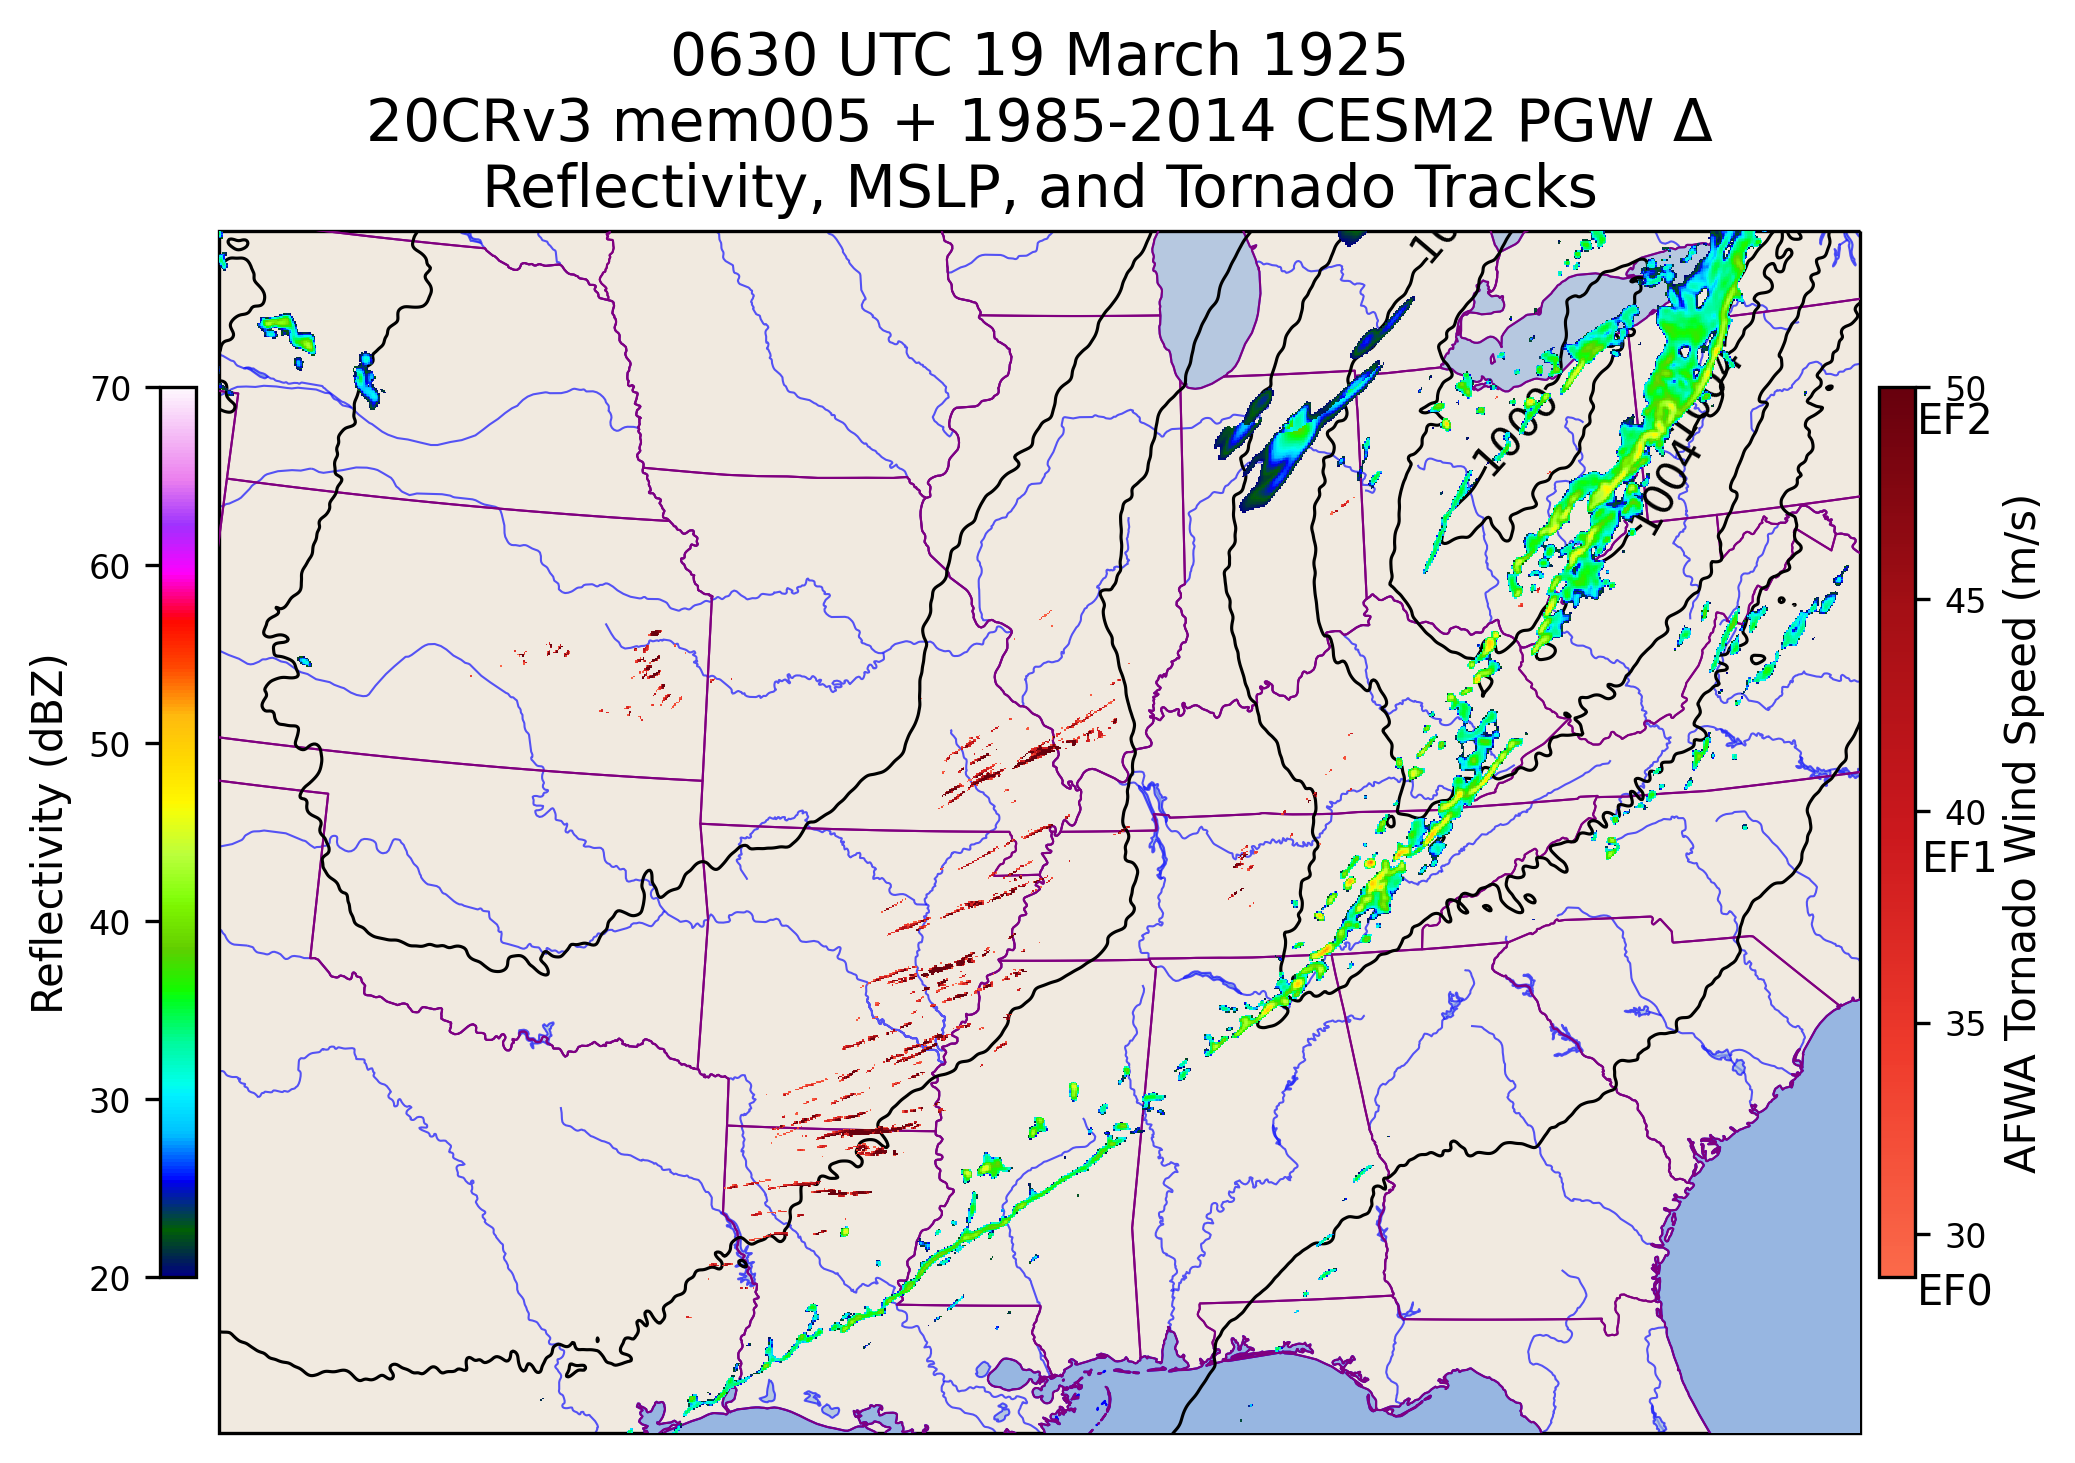 0630 UTC 19 March 1925
20CRv3 mem005 + 1985-2014 CESM2 PGW Δ
Reflectivity, MSLP, and Tornado Tracks
70
60
50
40
30
20
Reflectivity (dBZ)
1000
1004
50
EF2
45
40
EF1
35
30
EF0
AFWA Tornado Wind Speed (m/s)